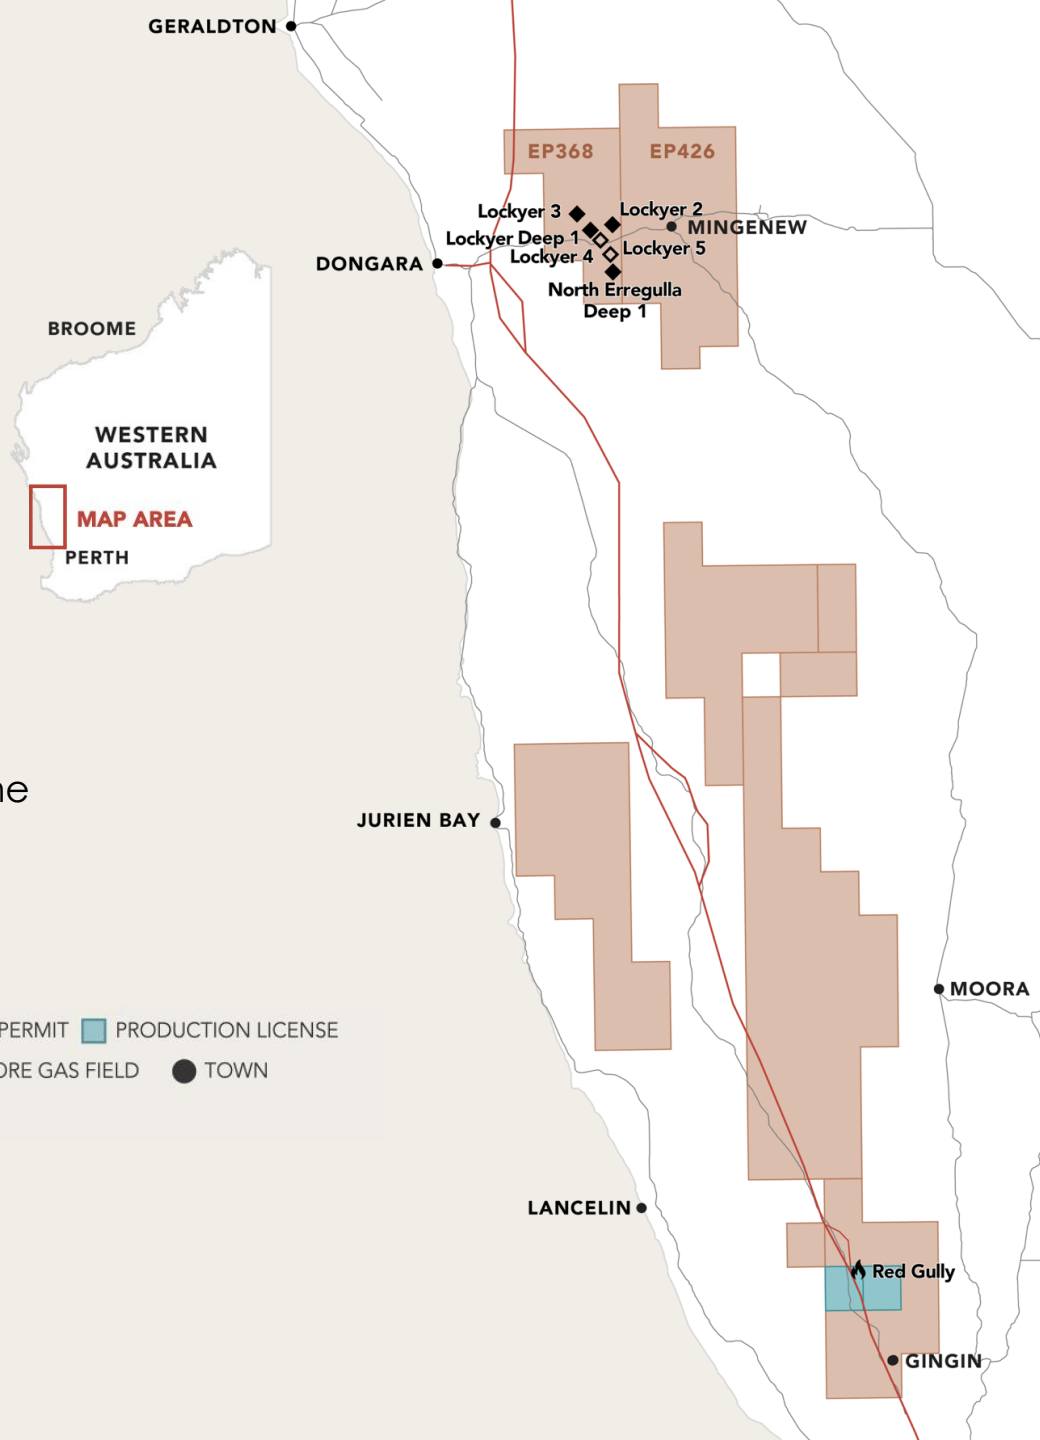 GERALDTON
EP368
EP426
Lockyer 3
Lockyer 2
MINGENEW
Lockyer Deep 1
Lockyer 5
Lockyer 4
DONGARA
North Erregulla
Deep 1
BROOME
WESTERN
AUSTRALIA
MAP AREA
PERTH
ne
JURIEN BAY
MOORA
PERMIT
PRODUCTION LICENSE
ORE GAS FIELD
TOWN
LANCELIN
Red Gully
GINGIN